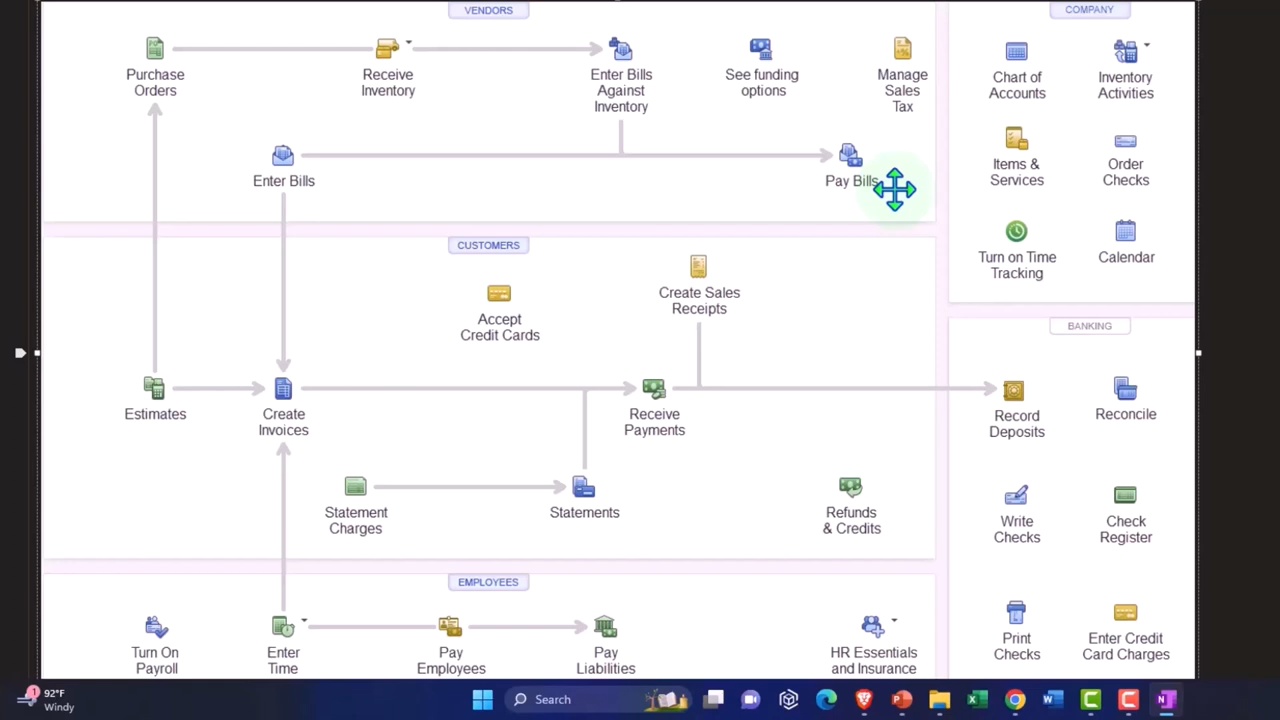 VENDORS
Purchase
Orders
Receive
Inventory
Enter Bills
Against
Inventory
See funding
options
Manage
Sales
Tax
Enter Bills
Pay Bills
COMPANY
Chart of
Accounts
Inventory
Activities
Items &
Services
Order
Checks
Turn on Time
Tracking
Calendar
CUSTOMERS
Create Sales
Receipts
Accept
Credit Cards
Estimates
Create
Invoices
Receive
Payments
Statement
Charges
Statements
Refunds
& Credits
BANKING
Record
Deposits
Reconcile
Write
Checks
Check
Register
Print
Checks
Enter Credit
Card Charges
EMPLOYEES
Turn On
Payroll
Enter
Time
Pay
Employees
Pay
Liabilities
HR Essentials
and Insurance
1
92°F
Windy
Search